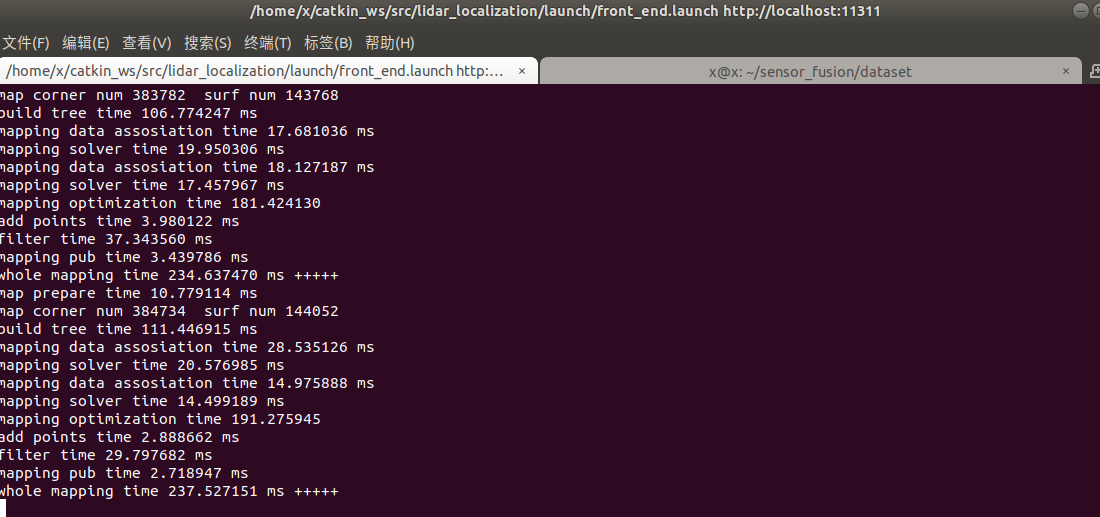 /home/x/catkin_ws/src/lidar_localization/launch/front_end.launch http://localhost:11311
文件(F) 编辑(E) 查看(V) 搜索(S) 终端(T) 标签(B) 帮助(H)
/home/x/catkin_ws/src/lidar_localization/launch/front_end.launch http:... × x@x: ~/sensor_fusion/dataset ×
map corner num 383782  surf num 143768
build tree time 106.774247 ms
mapping data assosiation time 17.681036 ms
mapping solver time 19.950306 ms
mapping data assosiation time 18.127187 ms
mapping solver time 17.457967 ms
mapping optimization time 181.424130
add points time 3.980122 ms
filter time 37.343560 ms
mapping pub time 3.439786 ms
whole mapping time 234.637470 ms +++++
map prepare time 10.779114 ms
map corner num 384734  surf num 144052
build tree time 111.446915 ms
mapping data assosiation time 28.535126 ms
mapping solver time 20.576985 ms
mapping data assosiation time 14.975888 ms
mapping solver time 14.499189 ms
mapping optimization time 191.275945
add points time 2.888662 ms
filter time 29.797682 ms
mapping pub time 2.718947 ms
whole mapping time 237.527151 ms +++++